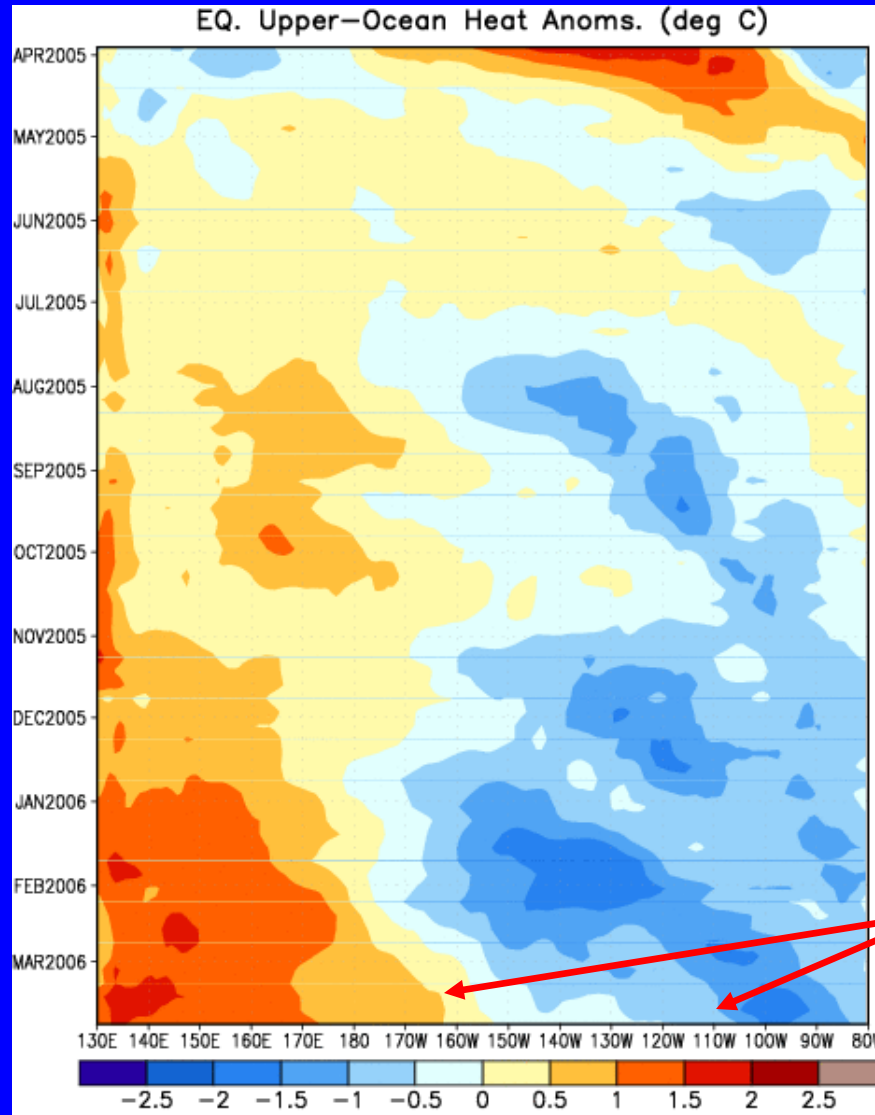 EQ. Upper-Ocean Heat Anoms. (deg C)
APR2005
MAY2005
JUN2005
JUL2005
AUG2005
SEP2005
OCT2005
NOV2005
DEC2005
JAN2006
FEB2006
MAR2006
130E 140E 150E 160E 170E 180 170W 160W 150W 140W 130W 120W 110W 100W 90W 80W
-2.5 -2 -1.5 -1 -0.5 0 0.5 1 1.5 2 2.5